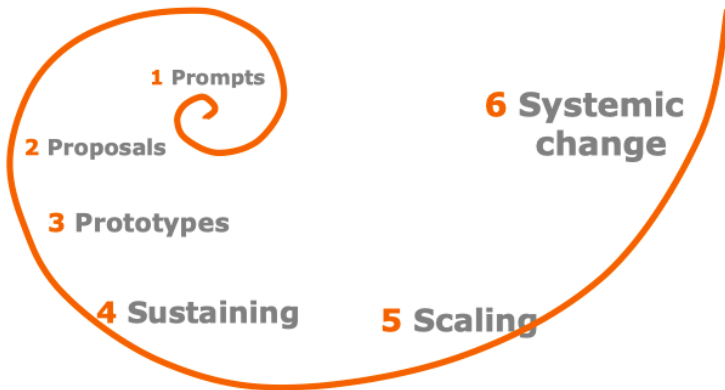 1 Prompts
2 Proposals
3 Prototypes
4 Sustaining
5 Scaling
6 Systemic
change